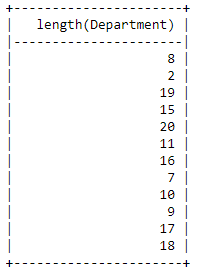 +----------------------+
|   length(Department) |
|----------------------|
|                    8 |
|                    2 |
|                   19 |
|                   15 |
|                   20 |
|                   11 |
|                   16 |
|                    7 |
|                   10 |
|                    9 |
|                   17 |
|                   18 |
+----------------------+